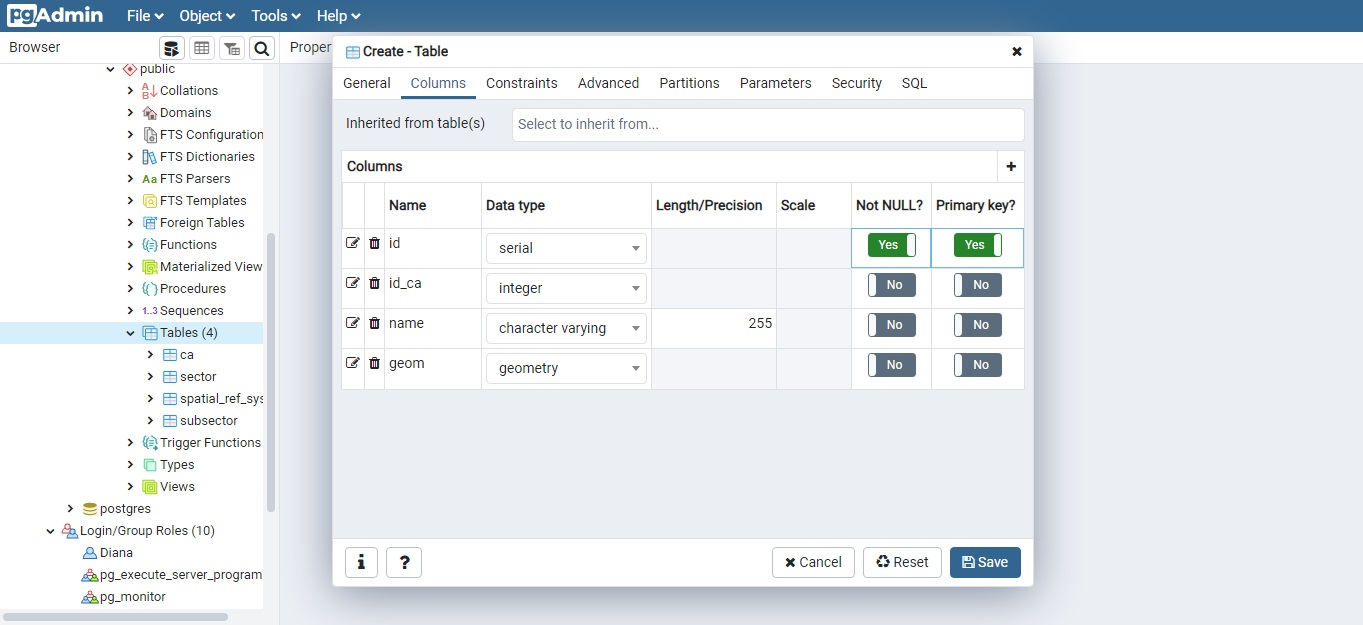 pgAdmin File Object Tools Help
Browser
Proper
public
Collations
Domains
FTS Configuration
FTS Dictionaries
Aa FTS Parsers
FTS Templates
Foreign Tables
Functions
Materialized View
Procedures
1..3 Sequences
Tables (4)
ca
sector
spatial_ref_sys
subsector
Trigger Functions
Types
Views
postgres
Login/Group Roles (10)
Diana
pg_execute_server_program
pg_monitor
Create - Table
General Columns Constraints Advanced Partitions Parameters Security SQL
Inherited from table(s) Select to inherit from...
Columns
Name Data type Length/Precision Scale Not NULL? Primary key?
id serial Yes Yes
id_ca integer No No
name character varying 255 No No
geom geometry No No
i ? Cancel Reset Save